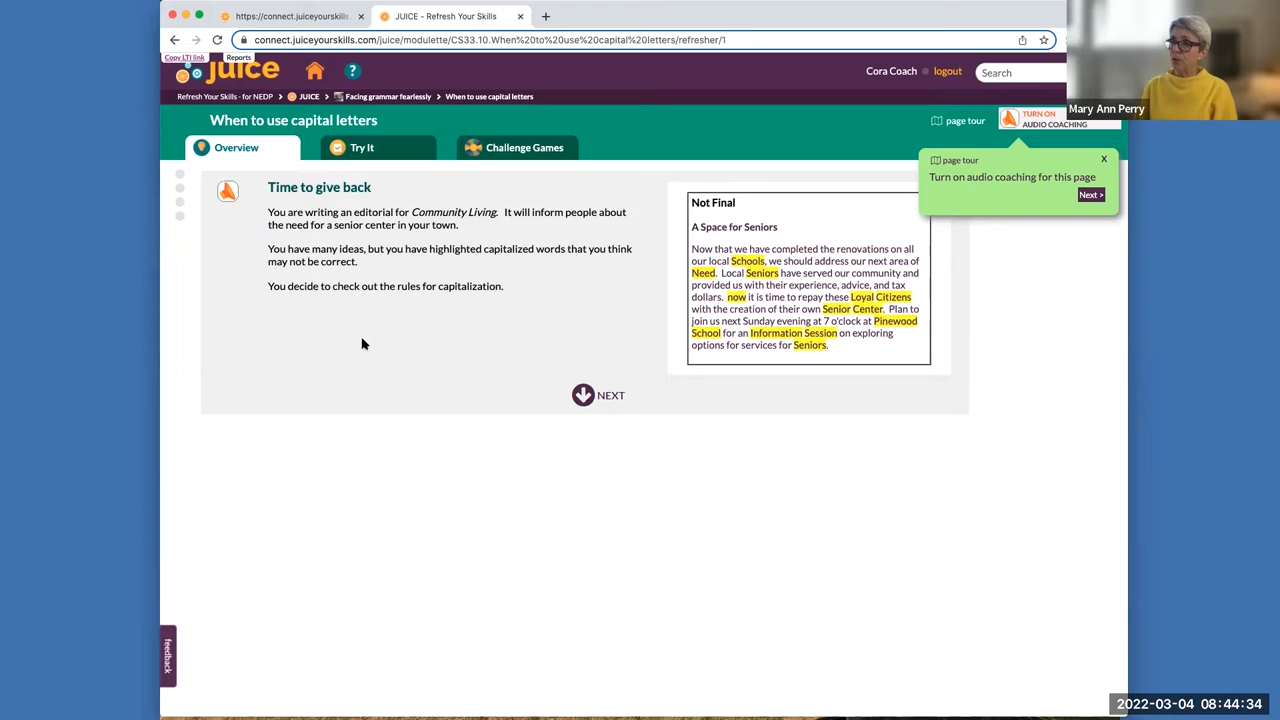 https://connect.juiceyourskills.
JUICE - Refresh Your Skills
connect.juiceyourskills.com/juice/modulette/CS33.10.When%20to%20use%20capital%20letters/refresher/1
Copy LTI link
Reports
juice
?
Cora Coach
logout
Search
Refresh Your Skills - for NEDP > JUICE > Facing grammar fearlessly > When to use capital letters
Mary Ann Perry
When to use capital letters
page tour
TURN ON
AUDIO COACHING
Overview
Try It
Challenge Games
page tour
X
Turn on audio coaching for this page
Next >
Time to give back
You are writing an editorial for Community Living. It will inform people about
the need for a senior center in your town.
You have many ideas, but you have highlighted capitalized words that you think
may not be correct.
You decide to check out the rules for capitalization.
Not Final
A Space for Seniors
Now that we have completed the renovations on all
our local Schools, we should address our next area of
Need. Local Seniors have served our community and
provided us with their experience, advice, and tax
dollars. now it is time to repay these Loyal Citizens
with the creation of their own Senior Center. Plan to
join us next Sunday evening at 7 o'clock at Pinewood
School for an Information Session on exploring
options for services for Seniors.
NEXT
feedback
2022-03-04 08:44:34